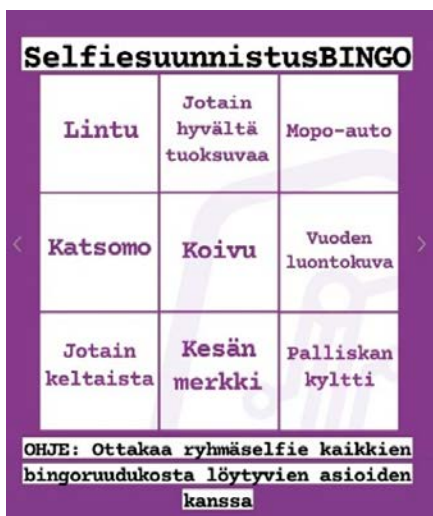 SelfiesuunnistusBINGO
Lintu
Jotain
hyvältä
tuoksuvaa
Mopo-auto
Katsomo
Koivu
Vuoden
luontokuva
Jotain
keltaista
Kesän
merkki
Palliskan
kyltti
OHJE: Ottakaa ryhmäselfie kaikkien
bingoruudukosta löytyvien asioiden
kanssa